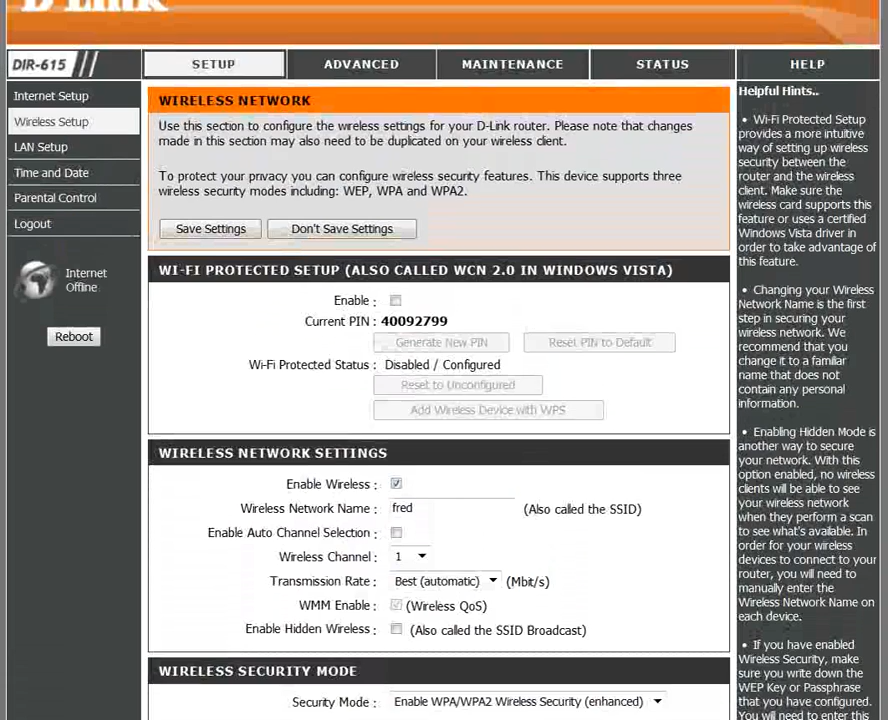 D-Link
DIR-615
SETUP
ADVANCED
MAINTENANCE
STATUS
HELP
Internet Setup
Wireless Setup
LAN Setup
Time and Date
Parental Control
Logout
Internet
Offline
Reboot
WIRELESS NETWORK
Use this section to configure the wireless settings for your D-Link router. Please note that changes
made in this section may also need to be duplicated on your wireless client.
To protect your privacy you can configure wireless security features. This device supports three
wireless security modes including: WEP, WPA and WPA2.
Save Settings
Don't Save Settings
WI-FI PROTECTED SETUP (ALSO CALLED WCN 2.0 IN WINDOWS VISTA)
Enable :
Current PIN : 40092799
Generate New PIN
Reset PIN to Default
Wi-Fi Protected Status : Disabled / Configured
Reset to Unconfigured
Add Wireless Device with WPS
WIRELESS NETWORK SETTINGS
Enable Wireless :
Wireless Network Name : fred (Also called the SSID)
Enable Auto Channel Selection :
Wireless Channel : 1
Transmission Rate : Best (automatic) (Mbit/s)
WMM Enable : (Wireless QoS)
Enable Hidden Wireless : (Also called the SSID Broadcast)
WIRELESS SECURITY MODE
Security Mode : Enable WPA/WPA2 Wireless Security (enhanced)
Helpful Hints..
• Wi-Fi Protected Setup
provides a more intuitive
way of setting up wireless
security between the
router and the wireless
client. Make sure the
wireless card supports this
feature or uses a certified
Windows Vista driver in
order to take advantage of
this feature.
• Changing your Wireless
Network Name is the first
step in securing your
wireless network. We
recommend that you
change it to a familiar
name that does not
contain any personal
information.
• Enabling Hidden Mode is
another way to secure
your network. With this
option enabled, no wireless
clients will be able to see
your wireless network
when they perform a scan
to see what's available. In
order for your wireless
devices to connect to your
router, you will need to
manually enter the
Wireless Network Name on
each device.
• If you have enabled
Wireless Security, make
sure you write down the
WEP Key or Passphrase
that you have configured.
You will need to enter this